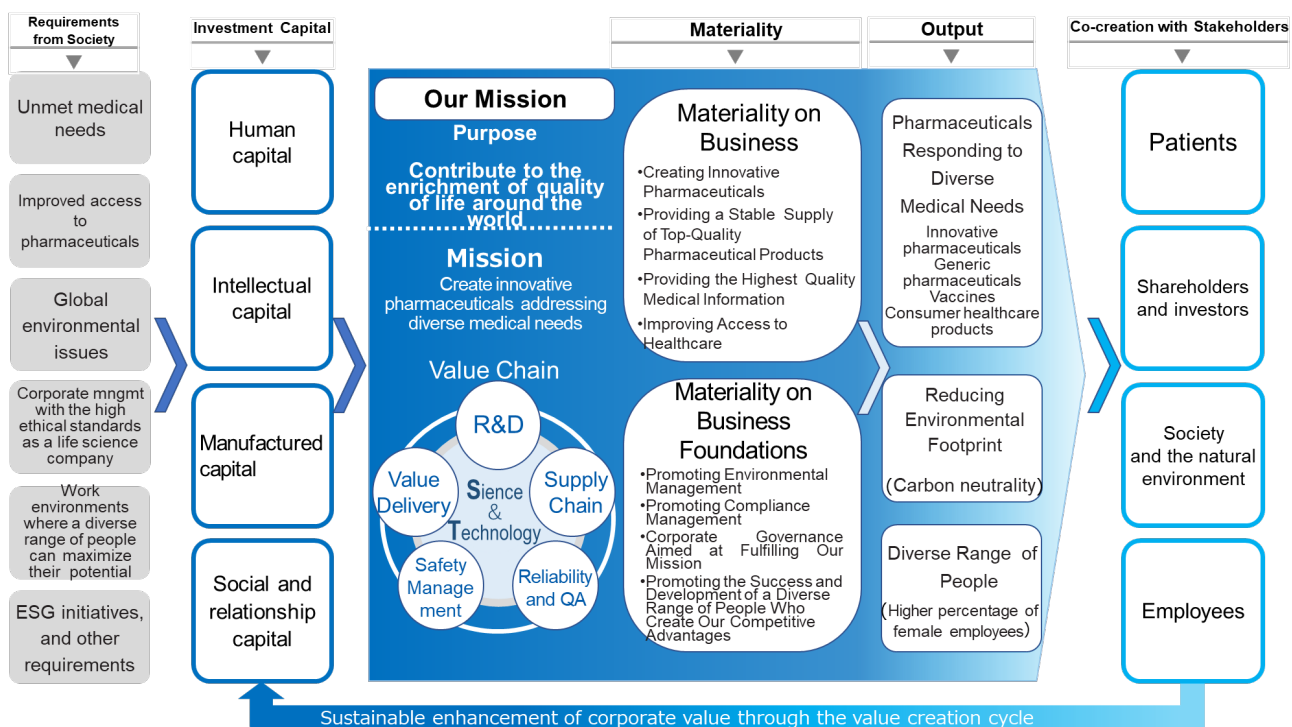 Requirements
from Society
Unmet medical
needs
Improved access
to
pharmaceuticals
Global
environmental
issues
Corporate mngmt
with the high
ethical standards
as a life science
company
Work
environments
where a diverse
range of people
can maximize
their potential
ESG initiatives,
and other
requirements
Investment Capital
Human
capital
Intellectual
capital
Manufactured
capital
Social and
relationship
capital
Our Mission
Purpose
Contribute to the
enrichment of quality
of life around the
world
Mission
Create innovative
pharmaceuticals addressing
diverse medical needs
Value Chain
R&D
Value
Delivery
Supply
Chain
Sience
&
Technology
Safety
Manage
ment
Reliability
and QA
Materiality
Materiality on
Business
•Creating Innovative
Pharmaceuticals
•Providing a Stable Supply
of Top-Quality
Pharmaceutical Products
•Providing the Highest Quality
Medical Information
•Improving Access to
Healthcare
Materiality on
Business
Foundations
•Promoting Environmental
Management
•Promoting Compliance
Management
•Corporate Governance
Aimed at Fulfilling Our
Mission
•Promoting the Success and
Development of a Diverse
Range of People Who
Create Our Competitive
Advantages
Output
Pharmaceuticals
Responding to
Diverse
Medical Needs
Innovative
pharmaceuticals
Generic
pharmaceuticals
Vaccines
Consumer healthcare
products
Reducing
Environmental
Footprint
(Carbon neutrality)
Diverse Range of
People
(Higher percentage of
female employees)
Co-creation with Stakeholders
Patients
Shareholders
and investors
Society
and the natural
environment
Employees
Sustainable enhancement of corporate value through the value creation cycle